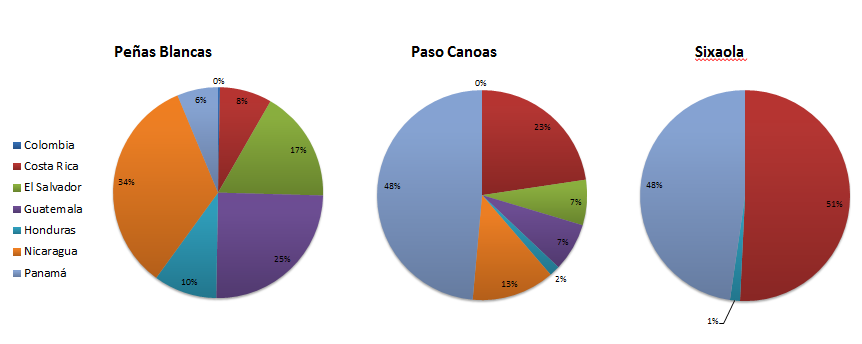 Peñas Blancas
Paso Canoas
Sixaola
Colombia
Costa Rica
El Salvador
Guatemala
Honduras
Nicaragua
Panamá
0%
8%
17%
25%
10%
34%
6%
0%
23%
7%
7%
2%
13%
48%
51%
1%
48%